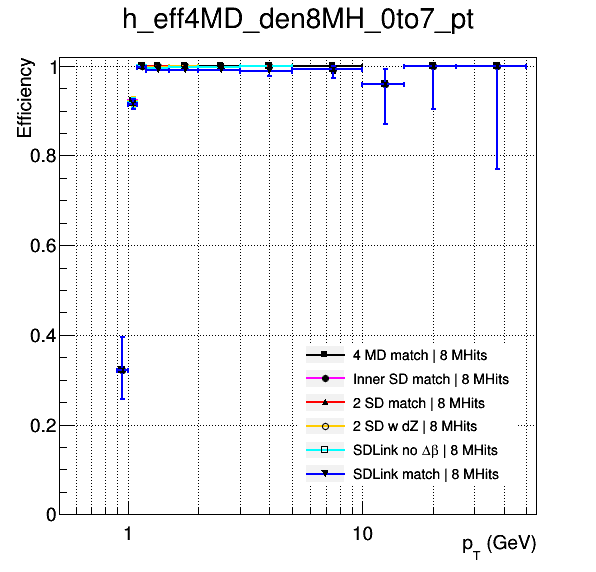 h_eff4MD_den8MH_0to7_pt
Efficiency
1
0.8
0.6
0.4
0.2
0
4 MD match | 8 MHits
Inner SD match | 8 MHits
2 SD match | 8 MHits
2 SD w dZ | 8 MHits
SDLink no Δβ | 8 MHits
SDLink match | 8 MHits
1
10
p_T (GeV)